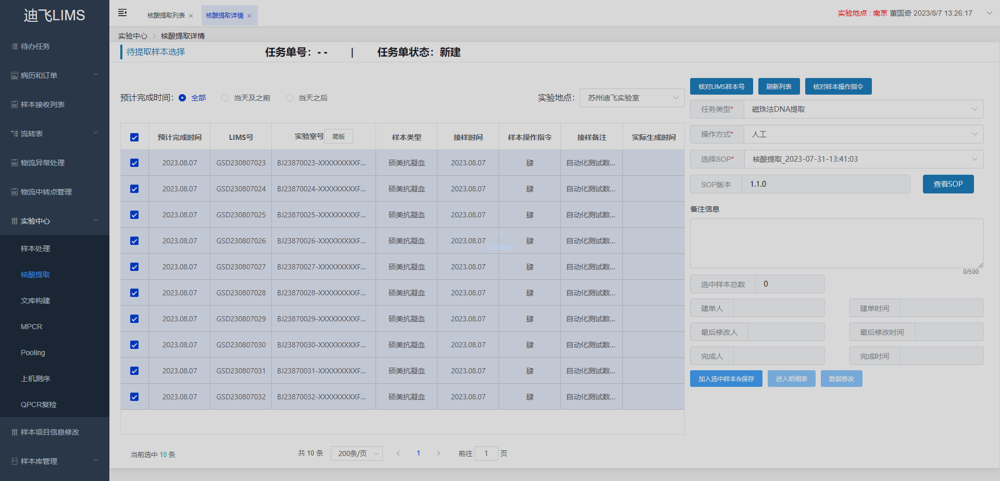 迪飞LIMS
核酸提取列表
核酸提取详情
实验地点 : 南京 董国奇 2023/8/7 13:26:17
待办任务
病历和订单
样本接收列表
流转表
物流异常处理
物流中转点管理
实验中心
样本处理
核酸提取
文库构建
MPCR
Pooling
上机测序
QPCR复检
样本项目信息修改
样本库管理
实验中心 > 核酸提取详情
待提取样本选择
任务单号：- - | 任务单状态：新建
预计完成时间： 全部 当天及之前 当天之后
实验地点： 苏州迪飞实验室
预计完成时间 LIMS号 实验室号 简版 样本类型 接样时间 样本操作指令 接样备注 实际生成时间
2023.08.07 GSD230807023 BJ23870023-XXXXXXXXXF... 硕美抗凝血 2023.08.07 肆 自动化测试数...
2023.08.07 GSD230807024 BJ23870024-XXXXXXXXXF... 硕美抗凝血 2023.08.07 肆 自动化测试数...
2023.08.07 GSD230807025 BJ23870025-XXXXXXXXXF... 硕美抗凝血 2023.08.07 肆 自动化测试数...
2023.08.07 GSD230807026 BJ23870026-XXXXXXXXXF... 硕美抗凝血 2023.08.07 肆 自动化测试数...
Loading
2023.08.07 GSD230807027 BJ23870027-XXXXXXXXXF... 硕美抗凝血 2023.08.07 肆 自动化测试数...
2023.08.07 GSD230807028 BJ23870028-XXXXXXXXXF... 硕美抗凝血 2023.08.07 肆 自动化测试数...
2023.08.07 GSD230807029 BJ23870029-XXXXXXXXXF... 硕美抗凝血 2023.08.07 肆 自动化测试数...
2023.08.07 GSD230807030 BJ23870030-XXXXXXXXXF... 硕美抗凝血 2023.08.07 肆 自动化测试数...
2023.08.07 GSD230807031 BJ23870031-XXXXXXXXXF... 硕美抗凝血 2023.08.07 肆 自动化测试数...
2023.08.07 GSD230807032 BJ23870032-XXXXXXXXXF... 硕美抗凝血 2023.08.07 肆 自动化测试数...
当前选中 10 条
共 10 条 200条/页 < 1 > 前往 1 页
核对LIMS样本号 刷新列表 核对样本操作指令
任务类型* 磁珠法DNA提取
操作方式* 人工
选择SOP* 核酸提取_2023-07-31-13:41:03
SOP版本 1.1.0 查看SOP
备注信息
0/500
选中样本总数 0
建单人 建单时间
最后修改人 最后修改时间
完成人 完成时间
加入选中样本&保存 进入明细表 数据修改